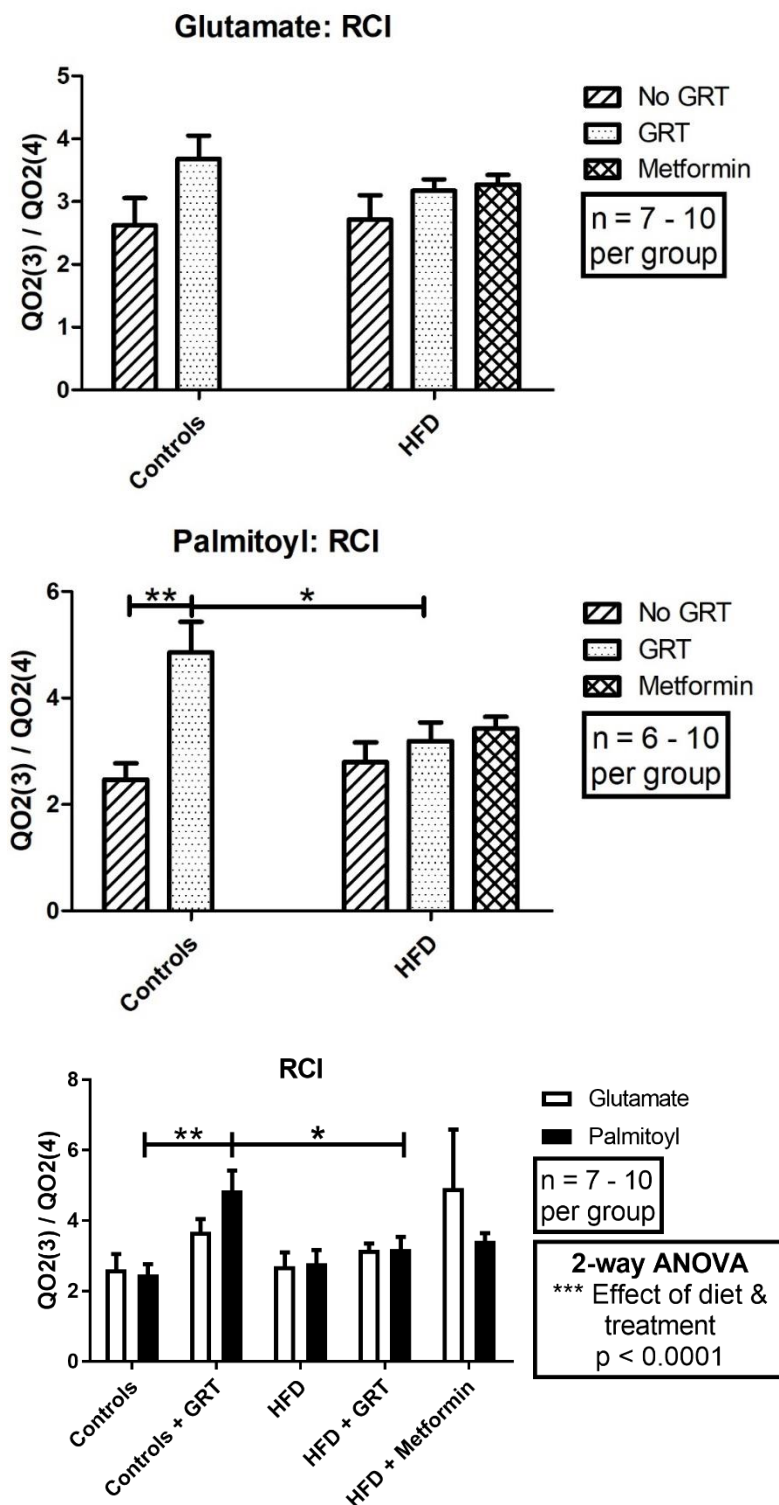 Glutamate: RCI
5
4
3
2
1
0
QO2(3) / QO2(4)
Controls
HFD
No GRT
GRT
Metformin
n = 7 - 10
per group
Palmitoyl: RCI
6
4
2
0
QO2(3) / QO2(4)
**
*
Controls
HFD
No GRT
GRT
Metformin
n = 6 - 10
per group
RCI
8
6
4
2
0
QO2(3) / QO2(4)
**
*
Controls
Controls + GRT
HFD
HFD + GRT
HFD + Metformin
Glutamate
Palmitoyl
n = 7 - 10
per group
2-way ANOVA
*** Effect of diet &
treatment
p < 0.0001